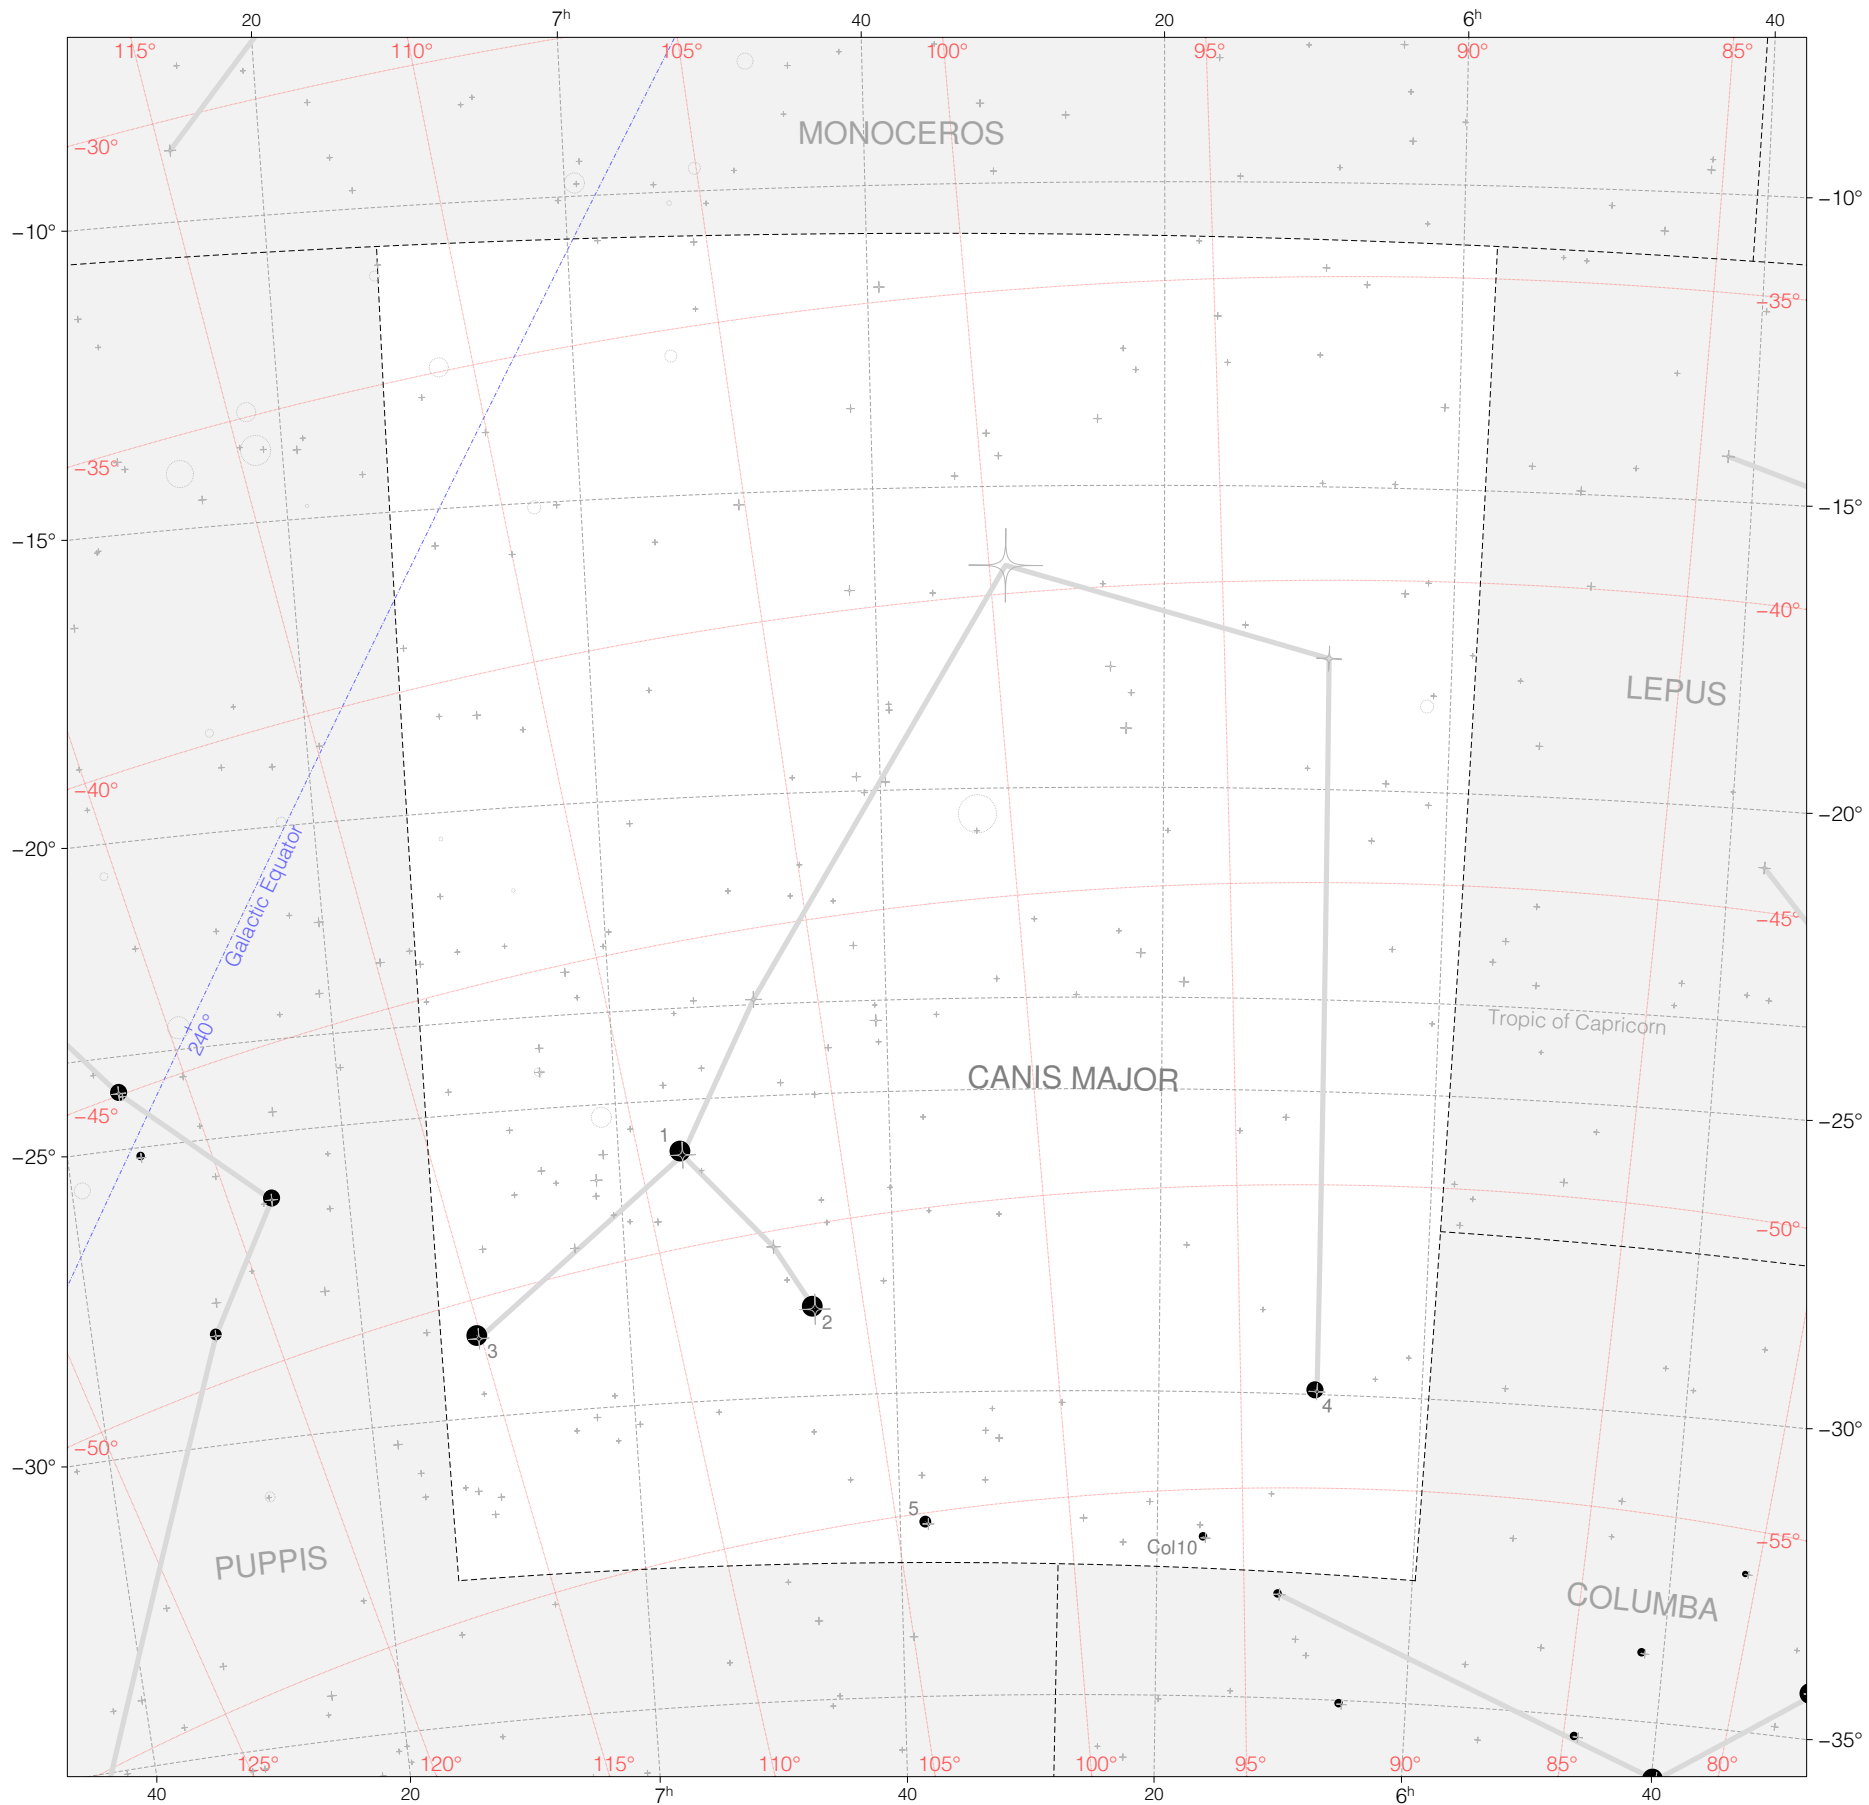 20 7h 40 20 6h 40
115° 110° 105° 100° 95° 90° 85°
MONOCEROS
−30°
−10° −10°
−35°
−35°
−15° −15°
−40°
LEPUS
−40°
−20° −20°
Galactic Equator
−45°
240°
Tropic of Capricorn
CANIS MAJOR
−45°
−25° −25°
1
−50°
2
3
4
−30° −30°
−50°
5
Col10
−55°
PUPPIS
COLUMBA
−35°
125° 120° 115° 110° 105° 100° 95° 90° 85° 80°
40 20 7h 40 20 6h 40